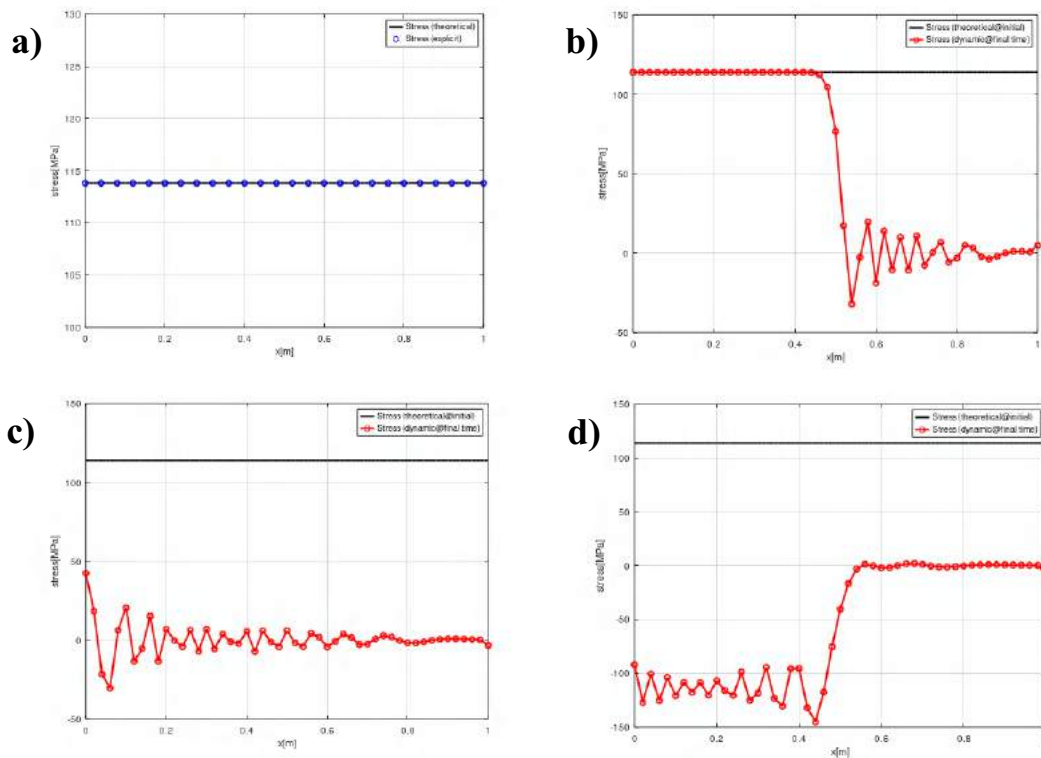 a)
130
125
120
115
110
105
100
stress[MPa]
0 0.2 0.4 0.6 0.8 1
x[m]
Stress (theoretical)
Stress (explicit)
b)
150
100
50
0
-50
stress[MPa]
0 0.2 0.4 0.6 0.8 1
x[m]
Stress (theoretical@initial)
Stress (dynamic@final time)
c)
150
100
50
0
-50
stress[MPa]
0 0.2 0.4 0.6 0.8 1
x[m]
Stress (theoretical@initial)
Stress (dynamic@final time)
d)
150
100
50
0
-50
-100
-150
stress[MPa]
0 0.2 0.4 0.6 0.8
x[m]
Stress (theoretical@initial)
Stress (dynamic@final time)